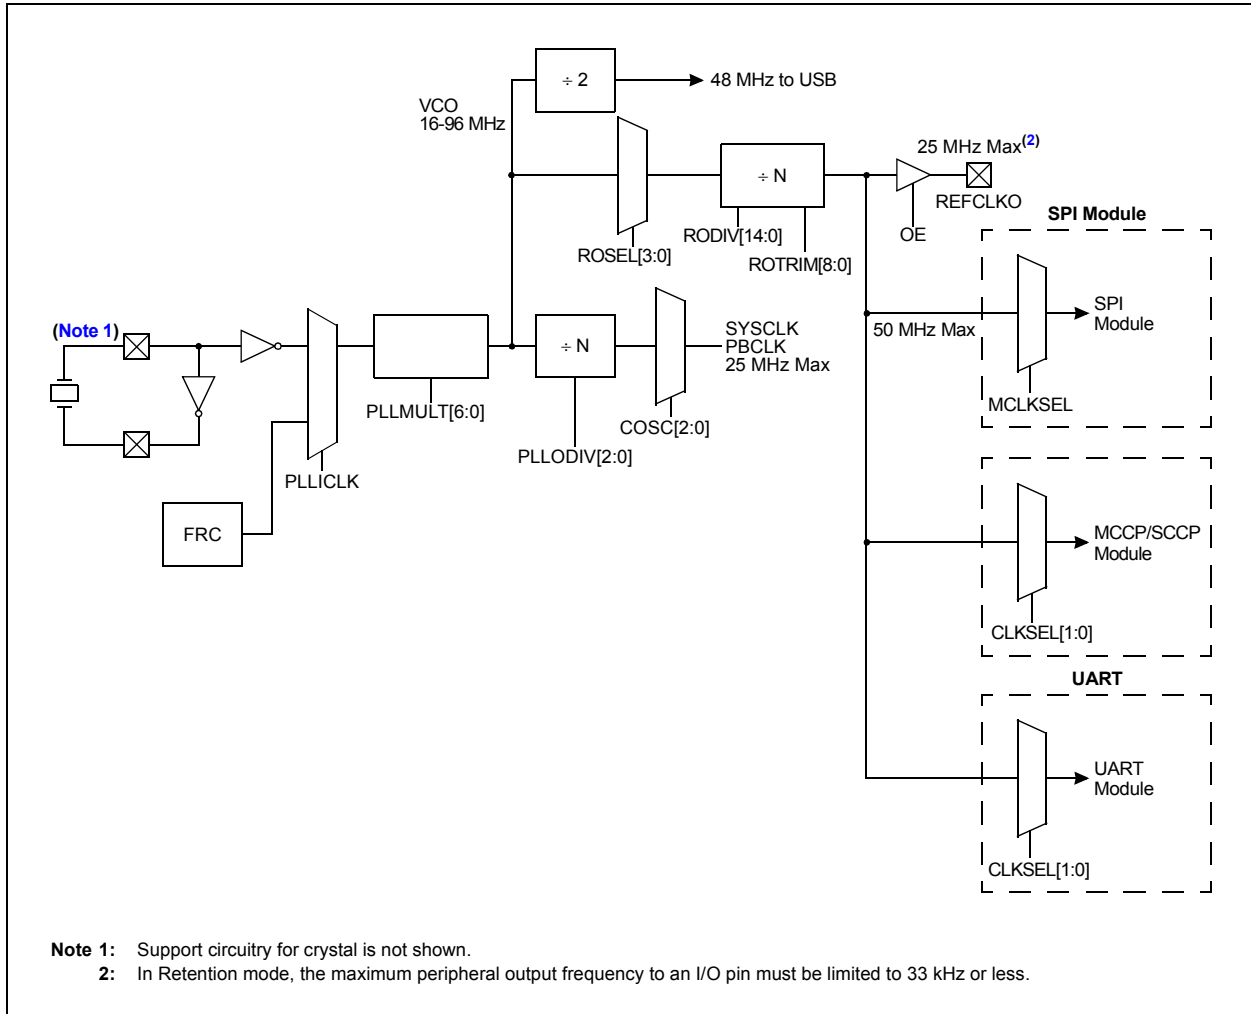 ÷ 2
48 MHz to USB
VCO
16-96 MHz
25 MHz Max(2)
÷ N
REFCLKO
OE
RODIV[14:0]
ROSEL[3:0]
ROTRIM[8:0]
SPI Module
(Note 1)
SYSCLK
PBCLK
25 MHz Max
÷ N
50 MHz Max
SPI
Module
PLLMULT[6:0]
MCLKSEL
COSC[2:0]
PLLODIV[2:0]
PLLICLK
FRC
MCCP/SCCP
Module
CLKSEL[1:0]
UART
UART
Module
CLKSEL[1:0]
Note 1: Support circuitry for crystal is not shown.
2: In Retention mode, the maximum peripheral output frequency to an I/O pin must be limited to 33 kHz or less.